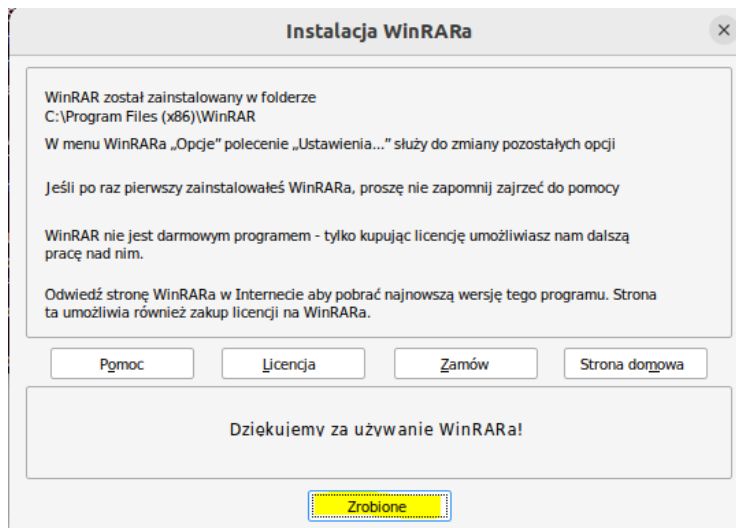 Instalacja WinRARa
WinRAR został zainstalowany w folderze
C:\Program Files (x86)\WinRAR
W menu WinRARa „Opcje” polecenie „Ustawienia...” służy do zmiany pozostałych opcji
Jeśli po raz pierwszy zainstalowałeś WinRARa, proszę nie zapomnij zajrzeć do pomocy
WinRAR nie jest darmowym programem - tylko kupując licencję umożliwiasz nam dalszą
pracę nad nim.
Odwiedź stronę WinRARa w Internecie aby pobrać najnowszą wersję tego programu. Strona
ta umożliwia również zakup licencji na WinRARa.
Pomoc Licencja Zamów Strona domowa
Dziękujemy za używanie WinRARa!
Zrobione